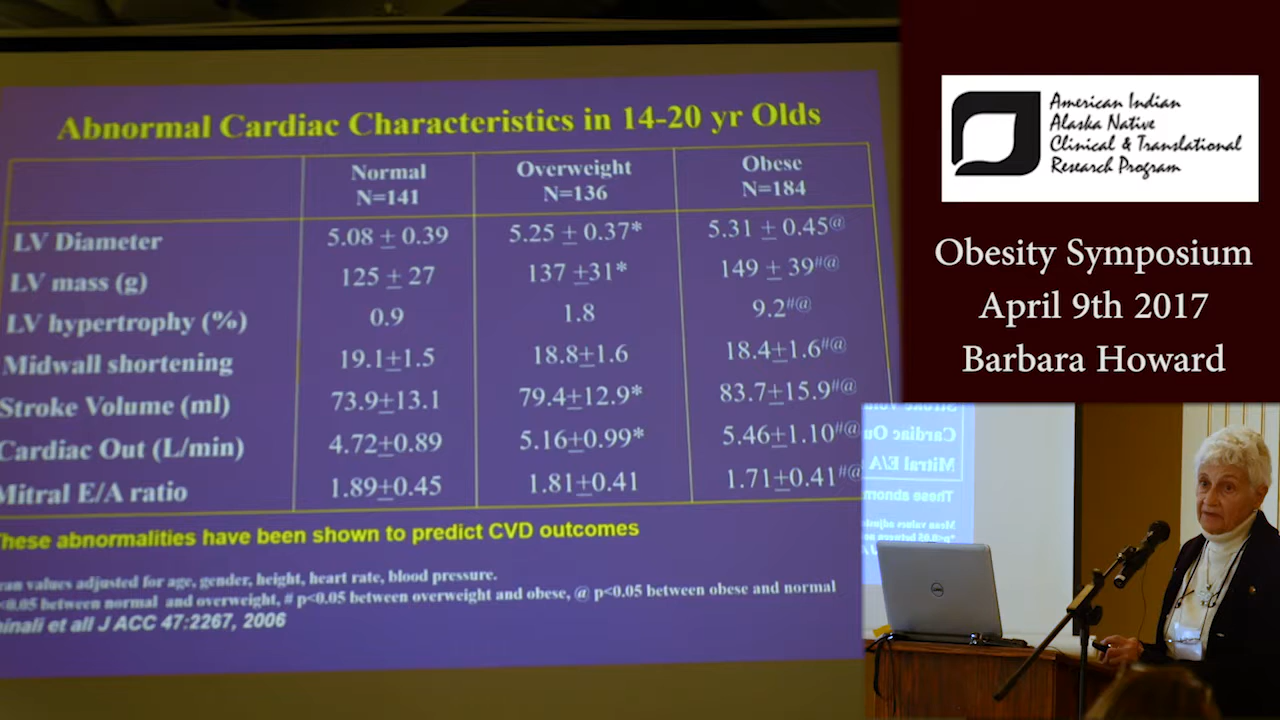 Abnormal Cardiac Characteristics in 14-20 yr Olds
Normal Overweight Obese
N=141 N=136 N=184
LV Diameter 5.08 ± 0.39 5.25 ± 0.37* 5.31 ± 0.45@
LV mass (g) 125 ± 27 137 ±31* 149 ± 39#@
LV hypertrophy (%) 0.9 1.8 9.2#@
Midwall shortening 19.1±1.5 18.8±1.6 18.4±1.6#@
Stroke Volume (ml) 73.9±13.1 79.4±12.9* 83.7±15.9#@
Cardiac Out (L/min) 4.72±0.89 5.16±0.99* 5.46±1.10#@
Mitral E/A ratio 1.89±0.45 1.81±0.41 1.71±0.41#@
These abnormalities have been shown to predict CVD outcomes
values adjusted for age, gender, height, heart rate, blood pressure.
0.05 between normal and overweight, # p<0.05 between overweight and obese, @ p<0.05 between obese and normal
et all J ACC 47:2267, 2006
American Indian
Alaska Native
Clinical & Translational
Research Program
Obesity Symposium
April 9th 2017
Barbara Howard
Cardiac Ou
Mitral E/A
These
Mean values
DELL